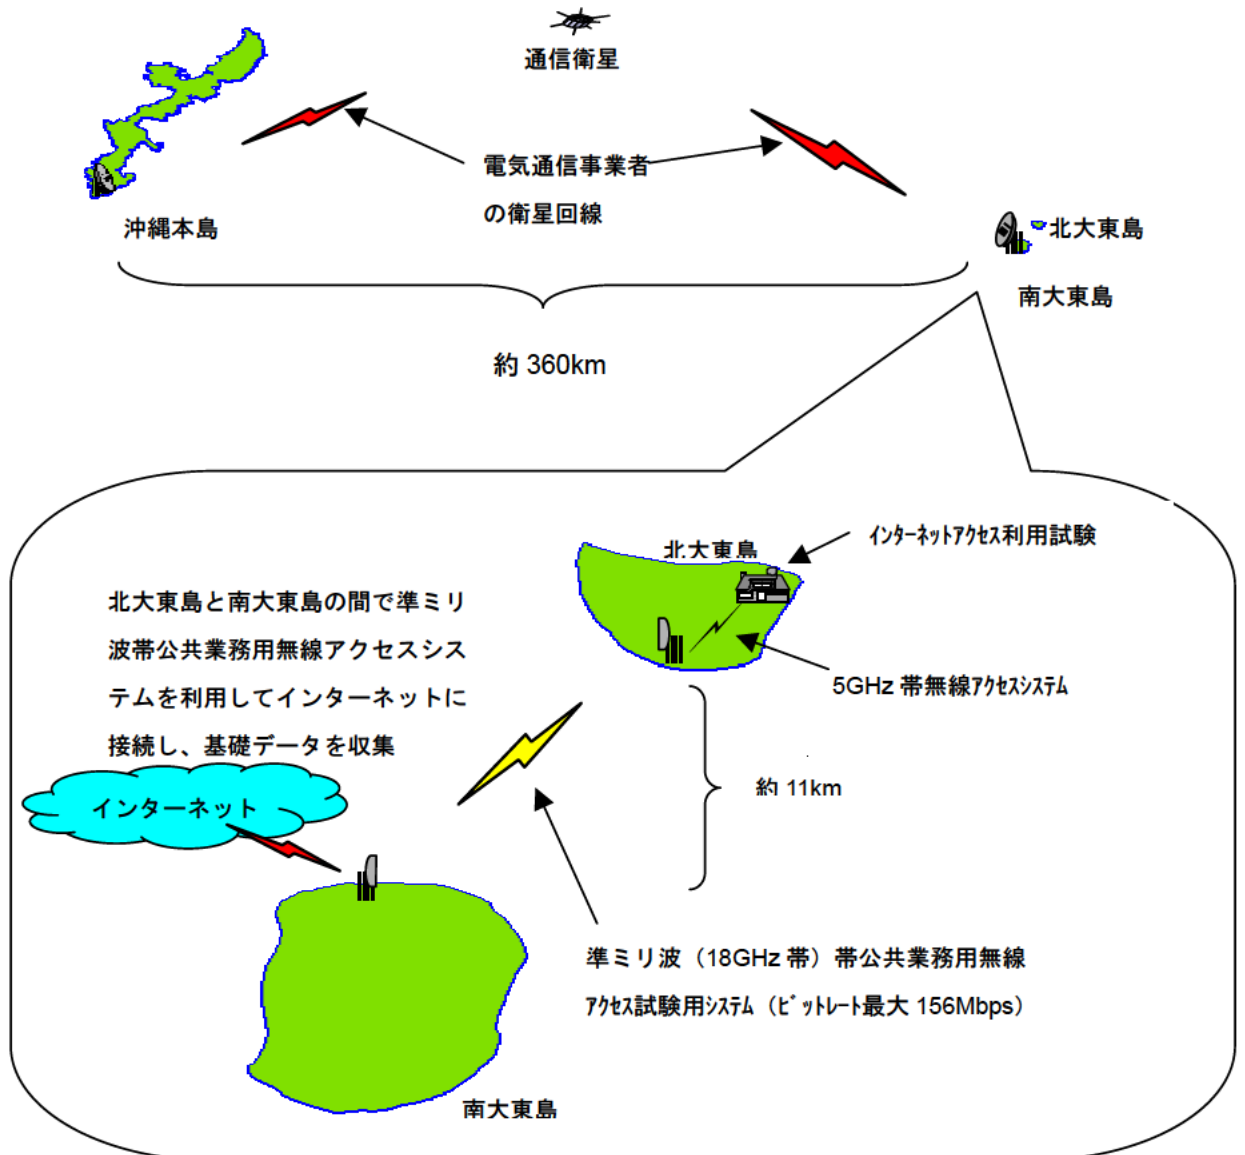 通信衛星
電気通信事業者
の衛星回線
沖縄本島
北大東島
南大東島
約 360km
北大東島
インターネットアクセス利用試験
北大東島と南大東島の間で準ミリ
波帯公共業務用無線アクセスシス
テムを利用してインターネットに
接続し、基礎データを収集
5GHz 帯無線アクセスシステム
インターネット
約 11km
準ミリ波（18GHz 帯）帯公共業務用無線
アクセス試験用システム（ビットレート最大 156Mbps）
南大東島